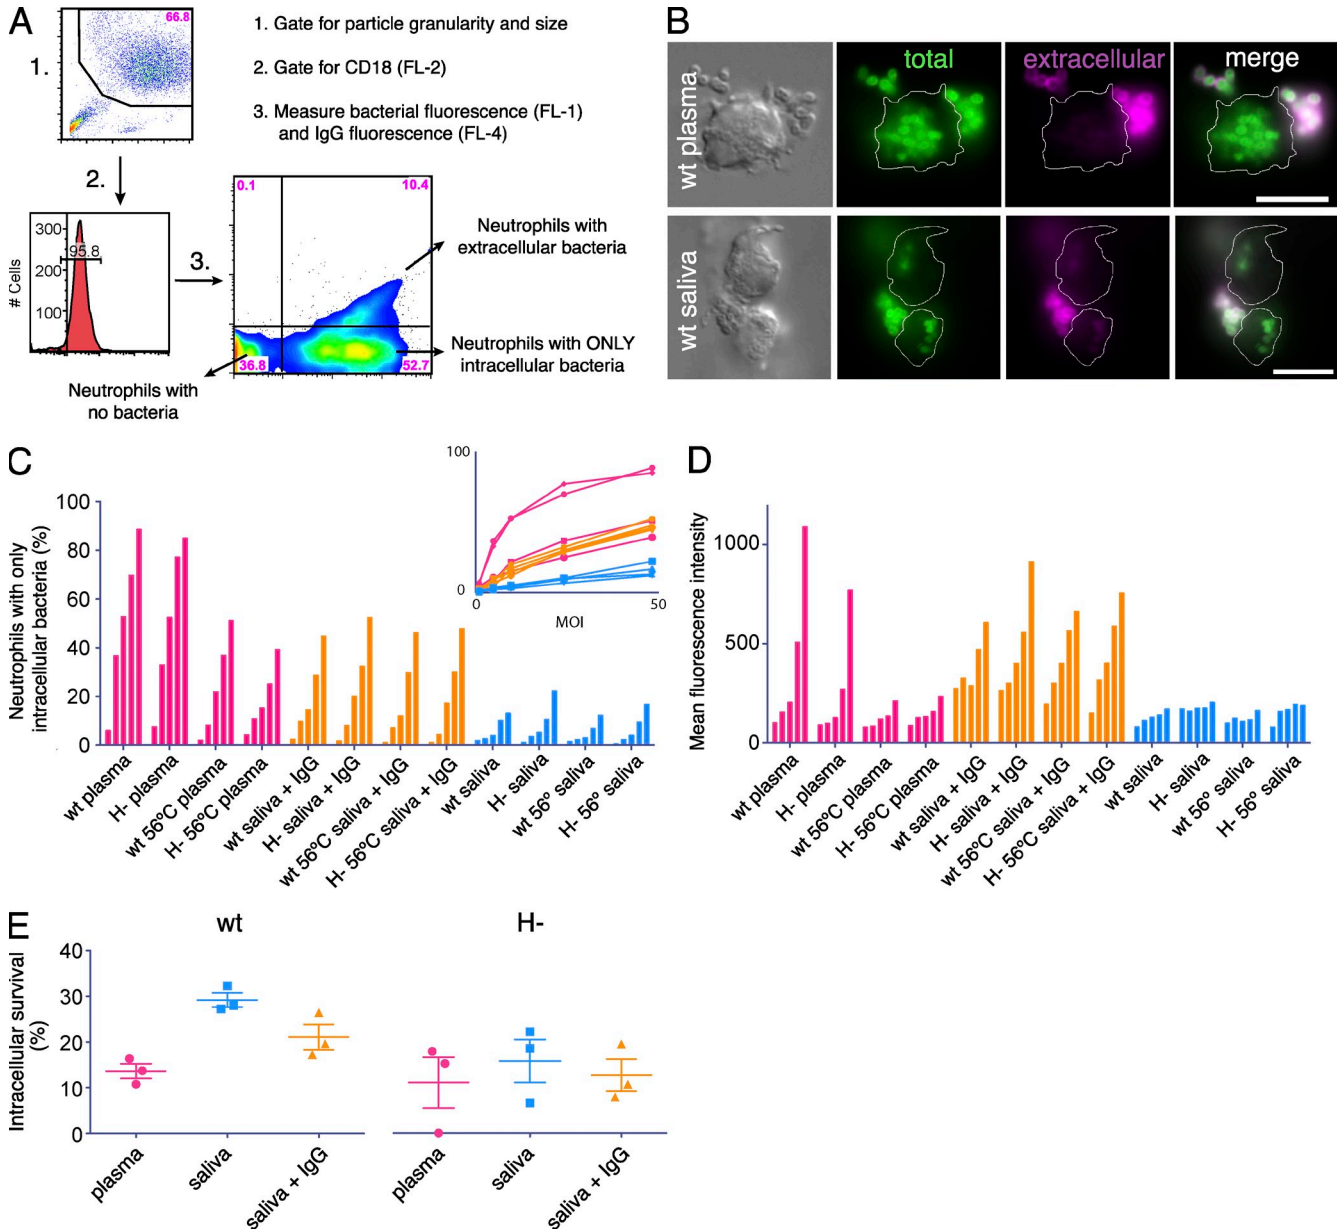 A
66.8
1.
1. Gate for particle granularity and size
2. Gate for CD18 (FL-2)
3. Measure bacterial fluorescence (FL-1)
and IgG fluorescence (FL-4)
2.
300
200
100
# Cells
95.8
3.
0.1
10.4
36.8
52.7
Neutrophils with
extracellular bacteria
Neutrophils with ONLY
intracellular bacteria
Neutrophils with
no bacteria
B
total
extracellular
merge
wt plasma
wt saliva
C
Neutrophils with only
intracellular bacteria (%)
100
80
60
40
20
0
100
0
0
50
MOI
wt plasma
H- plasma
wt 56ºC plasma
H- 56ºC plasma
wt saliva + IgG
H- saliva + IgG
wt 56ºC saliva + IgG
H- 56ºC saliva + IgG
wt saliva
H- saliva
wt 56º saliva
H- 56º saliva
D
Mean fluorescence intensity
1000
500
0
wt plasma
H- plasma
wt 56ºC plasma
H- 56ºC plasma
wt saliva + IgG
H- saliva + IgG
wt 56ºC saliva + IgG
H- 56ºC saliva + IgG
wt saliva
H- saliva
wt 56º saliva
H- 56º saliva
E
wt
H-
Intracellular survival
(%)
40
30
20
10
0
plasma
saliva
saliva + IgG
plasma
saliva
saliva + IgG